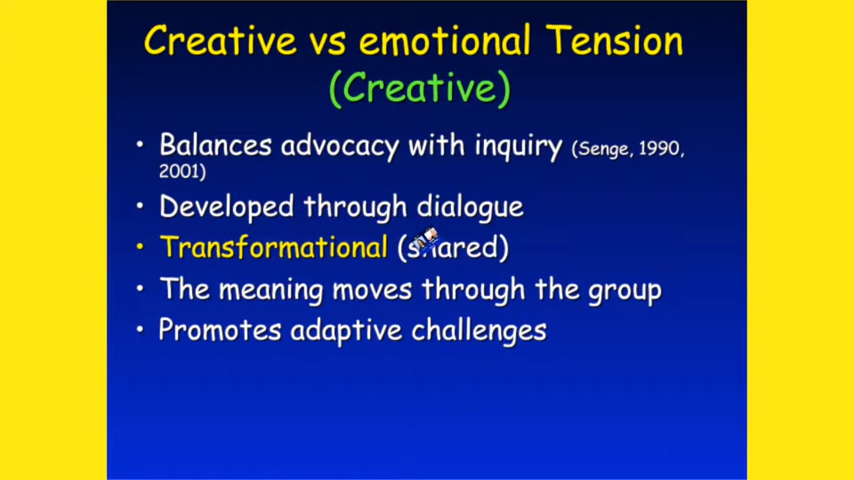 Creative vs emotional Tension
(Creative)
• Balances advocacy with inquiry (Senge, 1990,
2001)
• Developed through dialogue
• Transformational (shared)
• The meaning moves through the group
• Promotes adaptive challenges